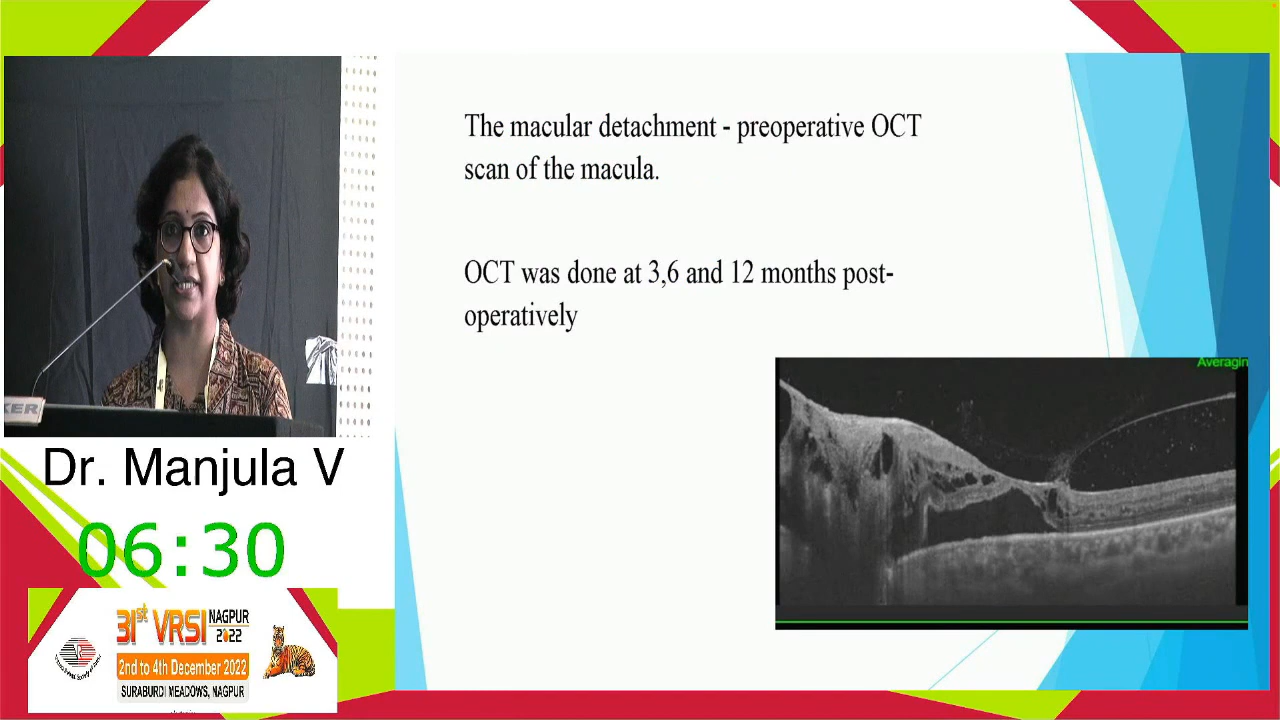 The macular detachment - preoperative OCT
scan of the macula.
OCT was done at 3,6 and 12 months post-
operatively
Averagin
KER
Dr. Manjula V
06:30
31st VRSI NAGPUR
2022
2nd to 4th December 2022
SURABURDI MEADOWS, NAGPUR